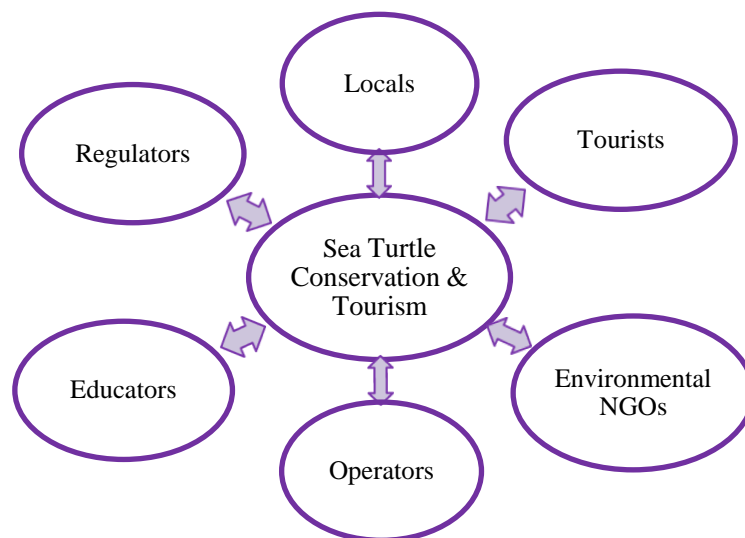 Locals
Regulators
Tourists
Sea Turtle
Conservation &
Tourism
Educators
Environmental
NGOs
Operators